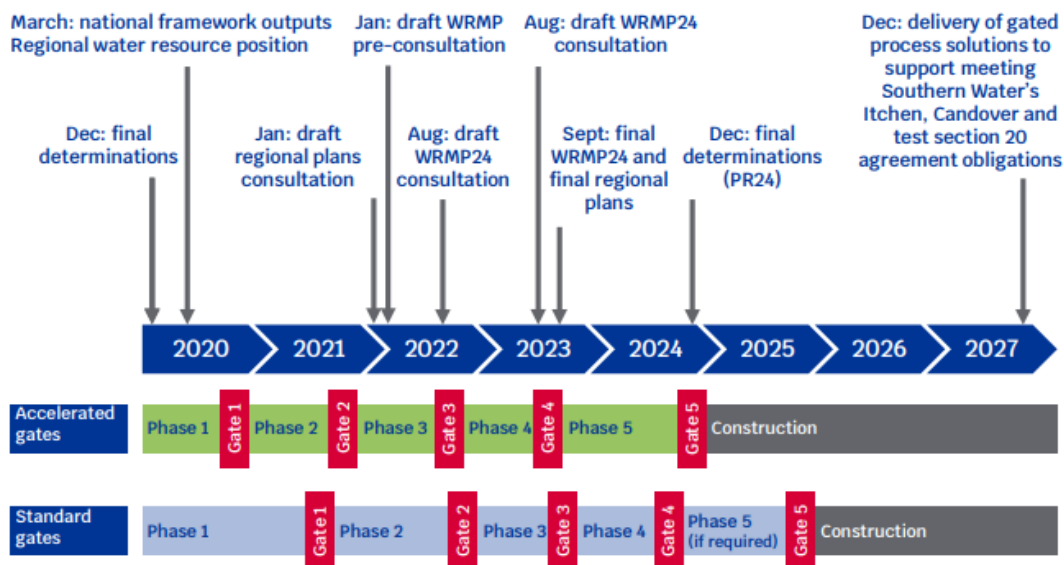 March: national framework outputs
Regional water resource position
Jan: draft WRMP
pre-consultation
Aug: draft WRMP24
consultation
Dec: delivery of gated
process solutions to
support meeting
Southern Water's
Itchen, Candover and
test section 20
agreement obligations
Dec: final
determinations
Jan: draft
regional plans
consultation
Aug: draft
WRMP24
consultation
Sept: final
WRMP24 and
final regional
plans
Dec: final
determinations
(PR24)
2020
2021
2022
2023
2024
2025
2026
2027
Accelerated
gates
Phase 1
Gate 1
Phase 2
Gate 2
Phase 3
Gate 3
Phase 4
Gate 4
Phase 5
Gate 5
Construction
Standard
gates
Phase 1
Gate 1
Phase 2
Gate 2
Phase 3
Gate 3
Phase 4
Gate 4
Phase 5
(if required)
Gate 5
Construction